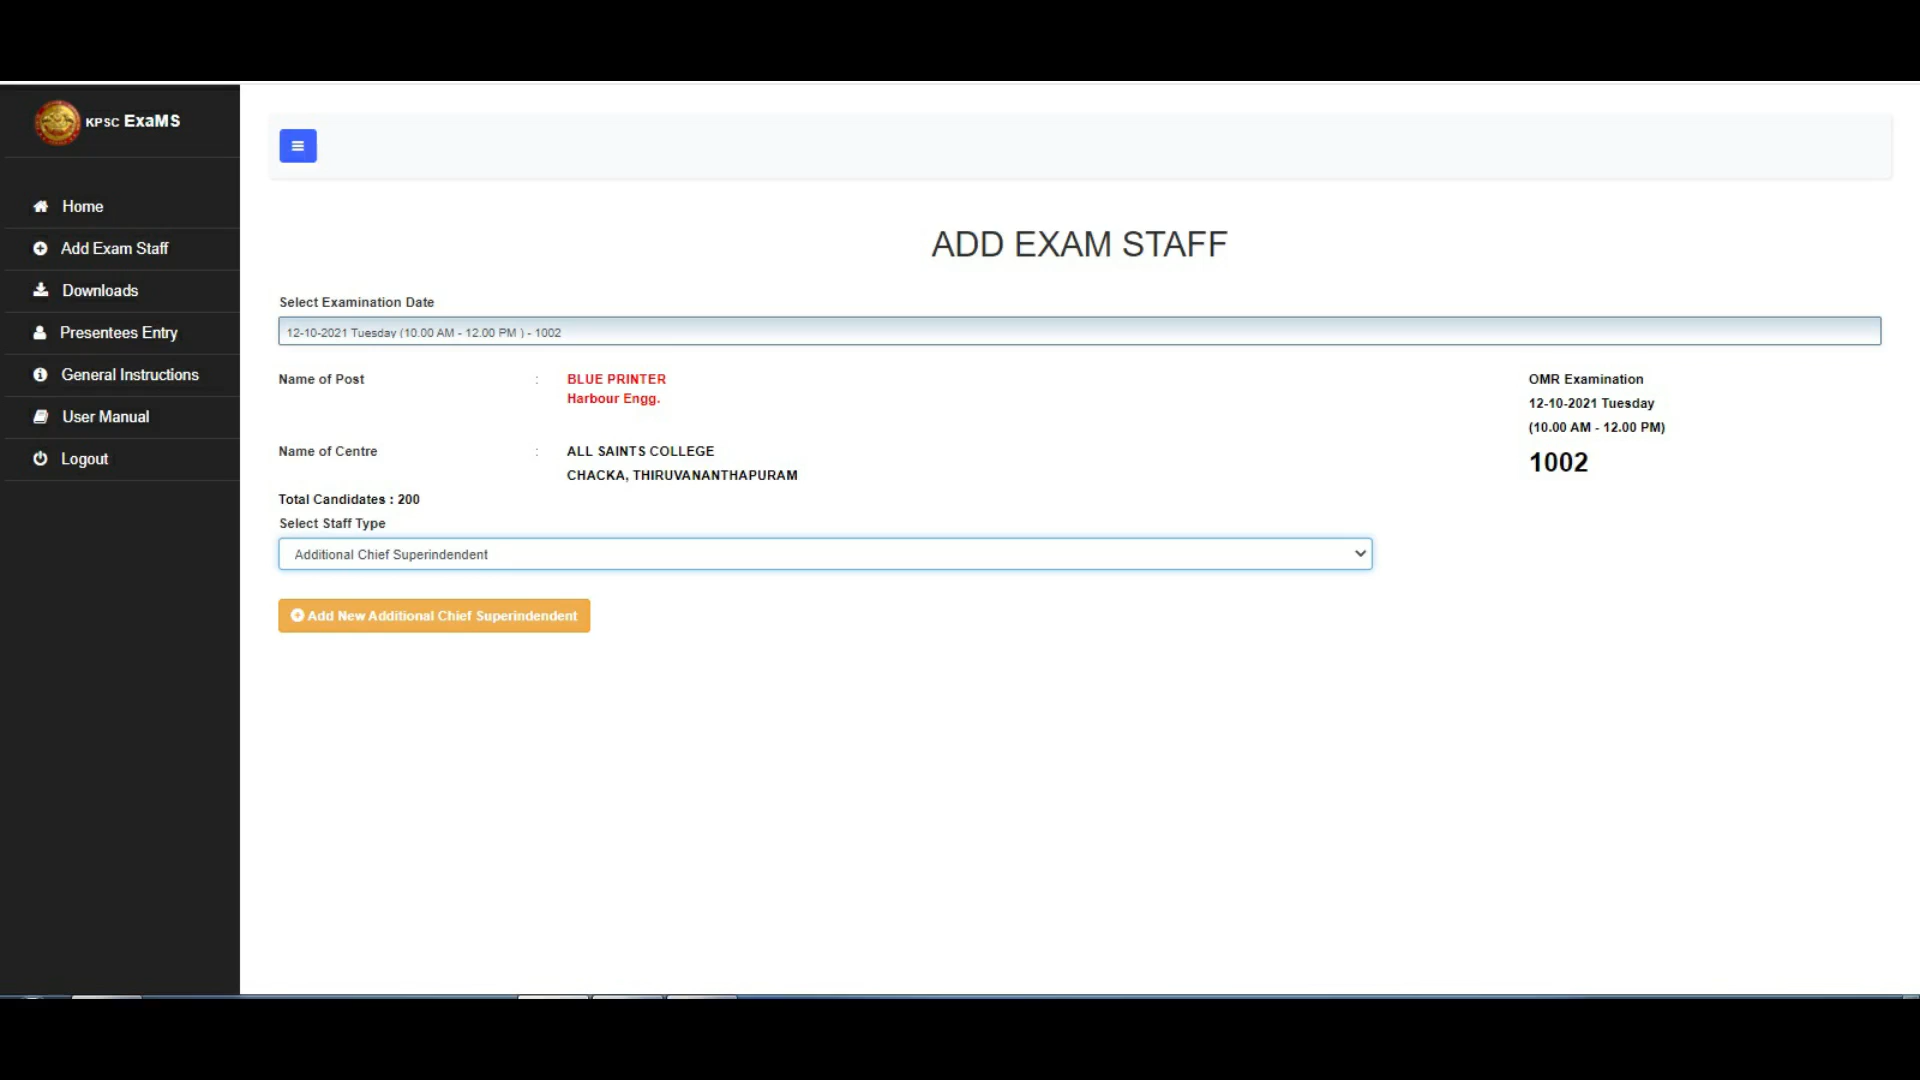 KPSC ExaMS
Home
Add Exam Staff
Downloads
Presentees Entry
General Instructions
User Manual
Logout
ADD EXAM STAFF
Select Examination Date
12-10-2021 Tuesday (10.00 AM - 12.00 PM ) - 1002
Name of Post : BLUE PRINTER
Harbour Engg.
OMR Examination
12-10-2021 Tuesday
(10.00 AM - 12.00 PM)
1002
Name of Centre : ALL SAINTS COLLEGE
CHACKA, THIRUVANANTHAPURAM
Total Candidates : 200
Select Staff Type
Additional Chief Superindendent
Add New Additional Chief Superindendent